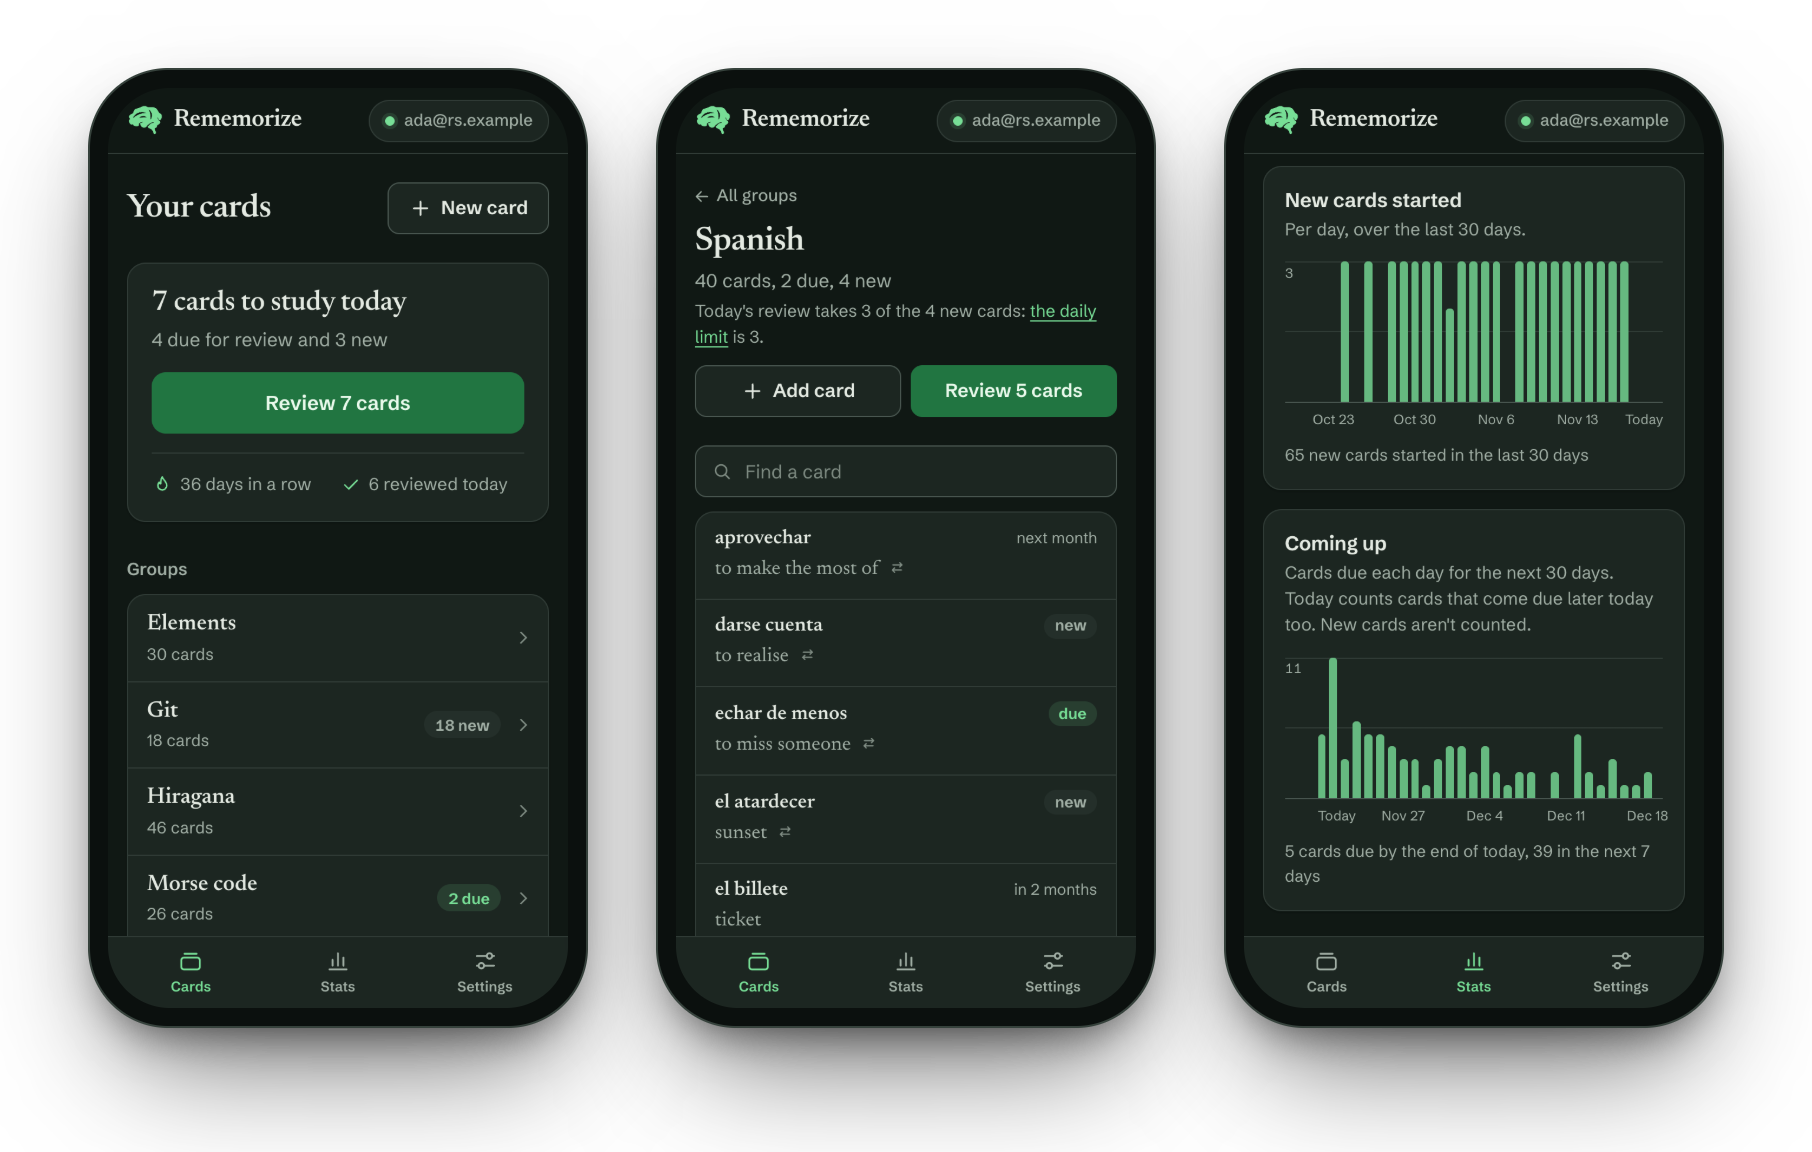 Rememorize
ada@rs.example
Your cards
New card
7 cards to study today
4 due for review and 3 new
Review 7 cards
36 days in a row
6 reviewed today
Groups
Elements
30 cards
Git
18 cards
18 new
Hiragana
46 cards
Morse code
26 cards
2 due
Cards
Stats
Settings
Rememorize
ada@rs.example
All groups
Spanish
40 cards, 2 due, 4 new
Today's review takes 3 of the 4 new cards: the daily
limit is 3.
Add card
Review 5 cards
Find a card
aprovechar
next month
to make the most of
darse cuenta
new
to realise
echar de menos
due
to miss someone
el atardecer
new
sunset
el billete
in 2 months
ticket
Cards
Stats
Settings
Rememorize
ada@rs.example
New cards started
Per day, over the last 30 days.
3
Oct 23
Oct 30
Nov 6
Nov 13
Today
65 new cards started in the last 30 days
Coming up
Cards due each day for the next 30 days.
Today counts cards that come due later today
too. New cards aren't counted.
11
Today
Nov 27
Dec 4
Dec 11
Dec 18
5 cards due by the end of today, 39 in the next 7
days
Cards
Stats
Settings